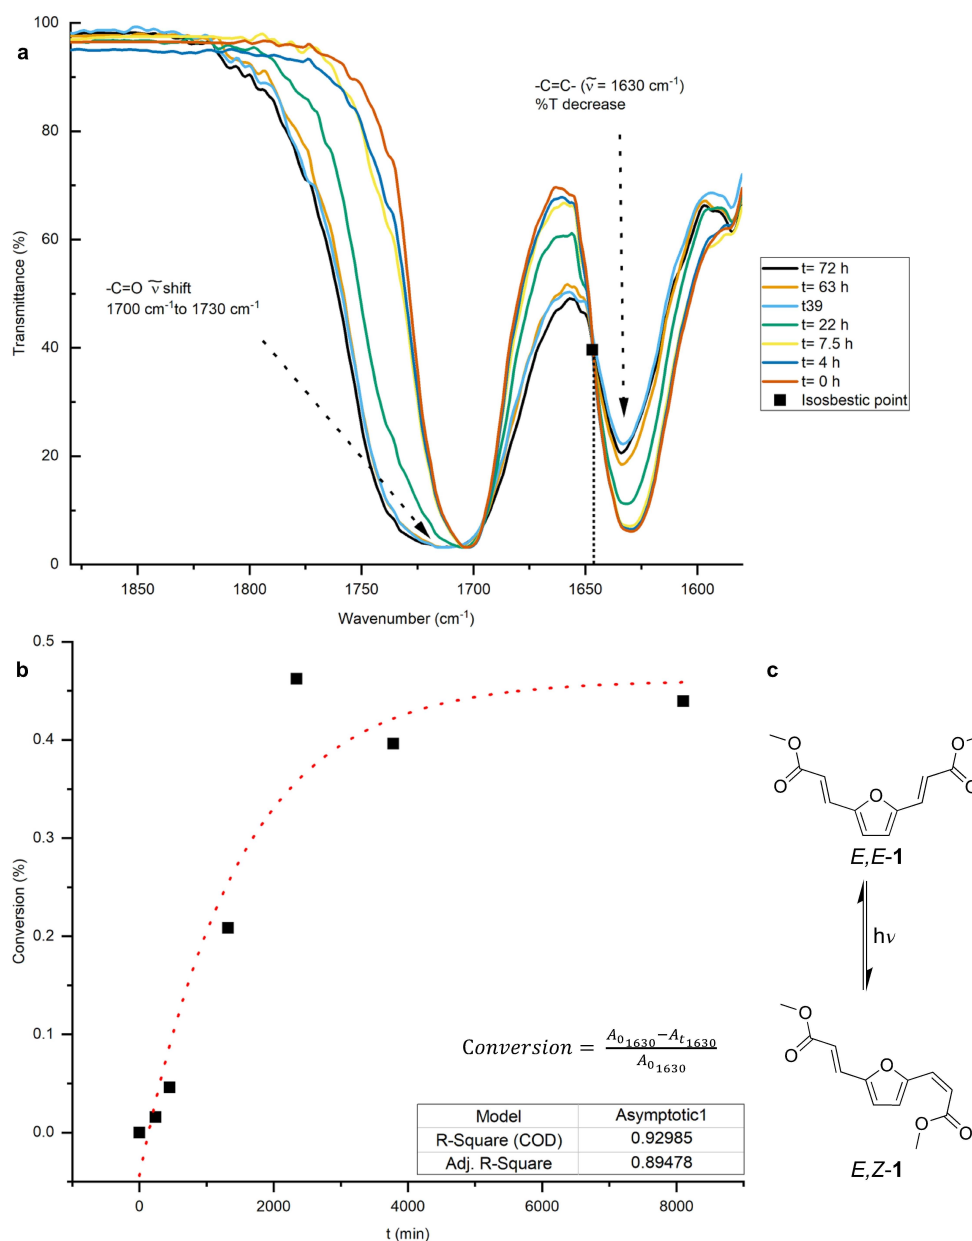 a
100
80
60
40
20
0
Transmittance (%)
-C=C- (ν̃ = 1630 cm⁻¹)
%T decrease
-C=O ν̃ shift
1700 cm⁻¹to 1730 cm⁻¹
t= 72 h
t= 63 h
t39
t= 22 h
t= 7.5 h
t= 4 h
t= 0 h
Isosbestic point
1850 1800 1750 1700 1650 1600
Wavenumber (cm⁻¹)
b
0.5
0.4
0.3
0.2
0.1
0.0
Conversion (%)
Conversion = (A₀₁₆₃₀−Aₜ₁₆₃₀)/A₀₁₆₃₀
Model Asymptotic1
R-Square (COD) 0.92985
Adj. R-Square 0.89478
0 2000 4000 6000 8000
t (min)
c
O
O
O
O
O
E,E-1
hν
O
O
O
O
O
E,Z-1